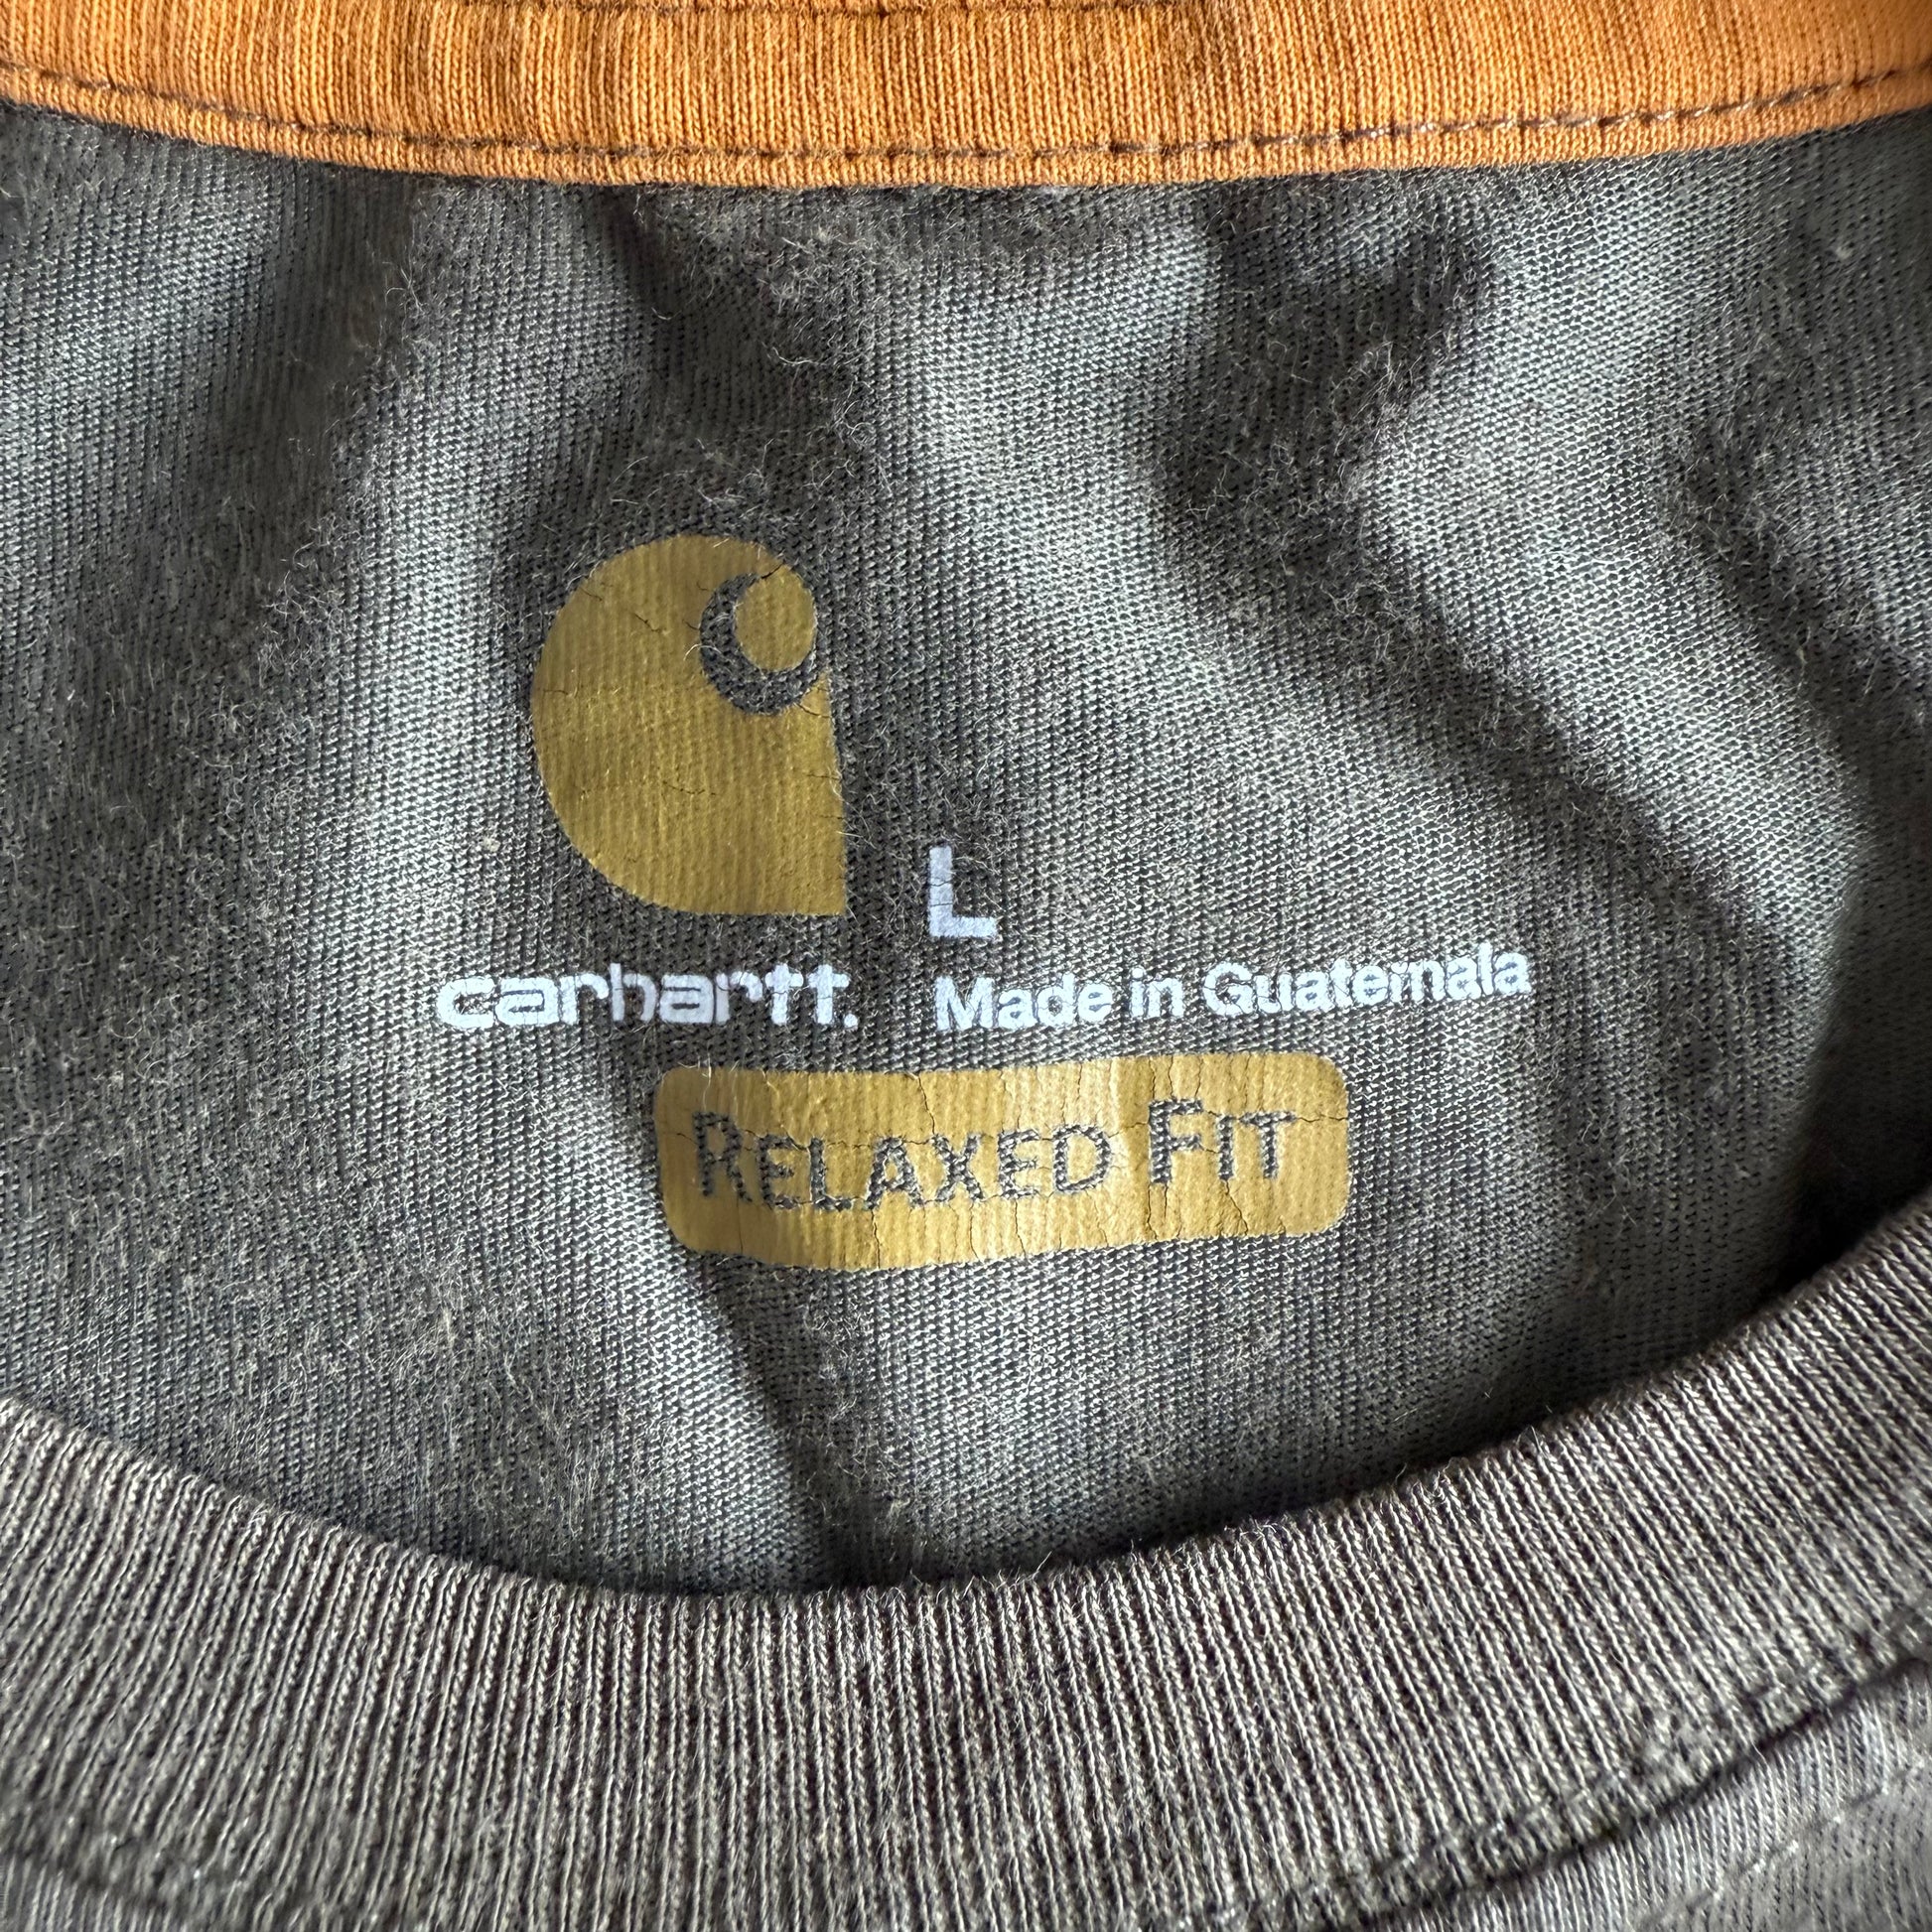 L
carhartt.
Made in Guatemala
RELAXED FIT